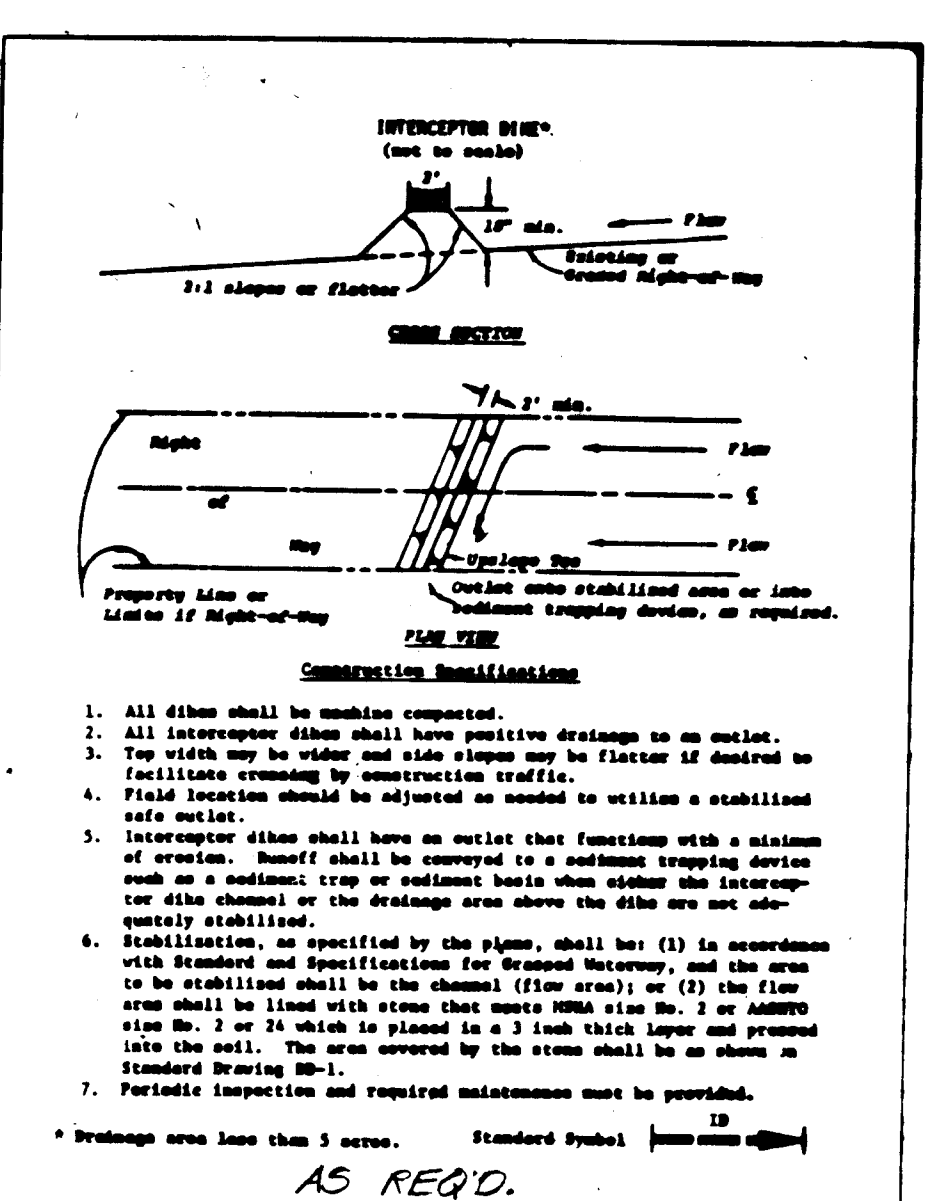 INTERCEPTOR DIKE*
(not to scale)
2'
18" min.
Flow
Existing or
Graded Right-of-Way
2:1 slopes or flatter
CROSS SECTION
2' min.
Right
Flow
of
℄
Way
Flow
Upslope Toe
Property Line or
Limits if Right-of-Way
Outlet onto stabilized area or into
sediment trapping device, as required.
PLAN VIEW
Construction Specifications
1. All dikes shall be machine compacted.
2. All interceptor dikes shall have positive drainage to an outlet.
3. Top width may be wider and side slopes may be flatter if desired to
facilitate crossing by construction traffic.
4. Field location should be adjusted as needed to utilize a stabilized
safe outlet.
5. Interceptor dikes shall have an outlet that functions with a minimum
of erosion. Runoff shall be conveyed to a sediment trapping device
such as a sediment trap or sediment basin when either the intercep-
tor dike channel or the drainage area above the dike are not ade-
quately stabilized.
6. Stabilization, as specified by the plans, shall be: (1) in accordance
with Standard and Specifications for Grassed Waterway, and the area
to be stabilized shall be the channel (flow area); or (2) the flow
area shall be lined with stone that meets MSHA size No. 2 or AASHTO
size No. 2 or 24 which is placed in a 3 inch thick layer and pressed
into the soil. The area covered by the stone shall be as shown on
Standard Drawing DD-1.
7. Periodic inspection and required maintenance must be provided.
* Drainage area less than 5 acres.
Standard Symbol
ID
AS REQ'D.